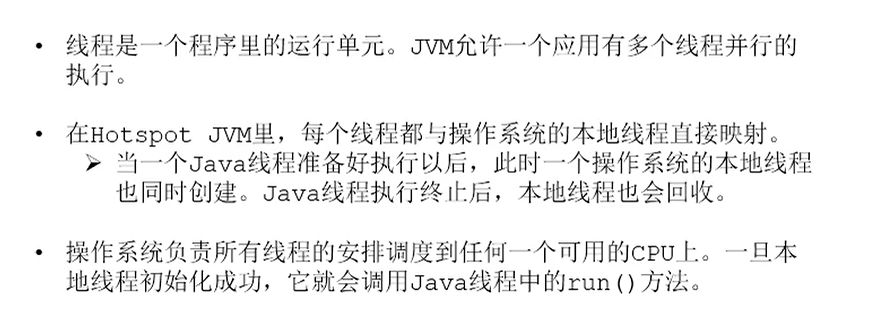 • 线程是一个程序里的运行单元。JVM允许一个应用有多个线程并行的
执行。
• 在Hotspot JVM里，每个线程都与操作系统的本地线程直接映射。
➢ 当一个Java线程准备好执行以后，此时一个操作系统的本地线程
也同时创建。Java线程执行终止后，本地线程也会回收。
• 操作系统负责所有线程的安排调度到任何一个可用的CPU上。一旦本
地线程初始化成功，它就会调用Java线程中的run()方法。